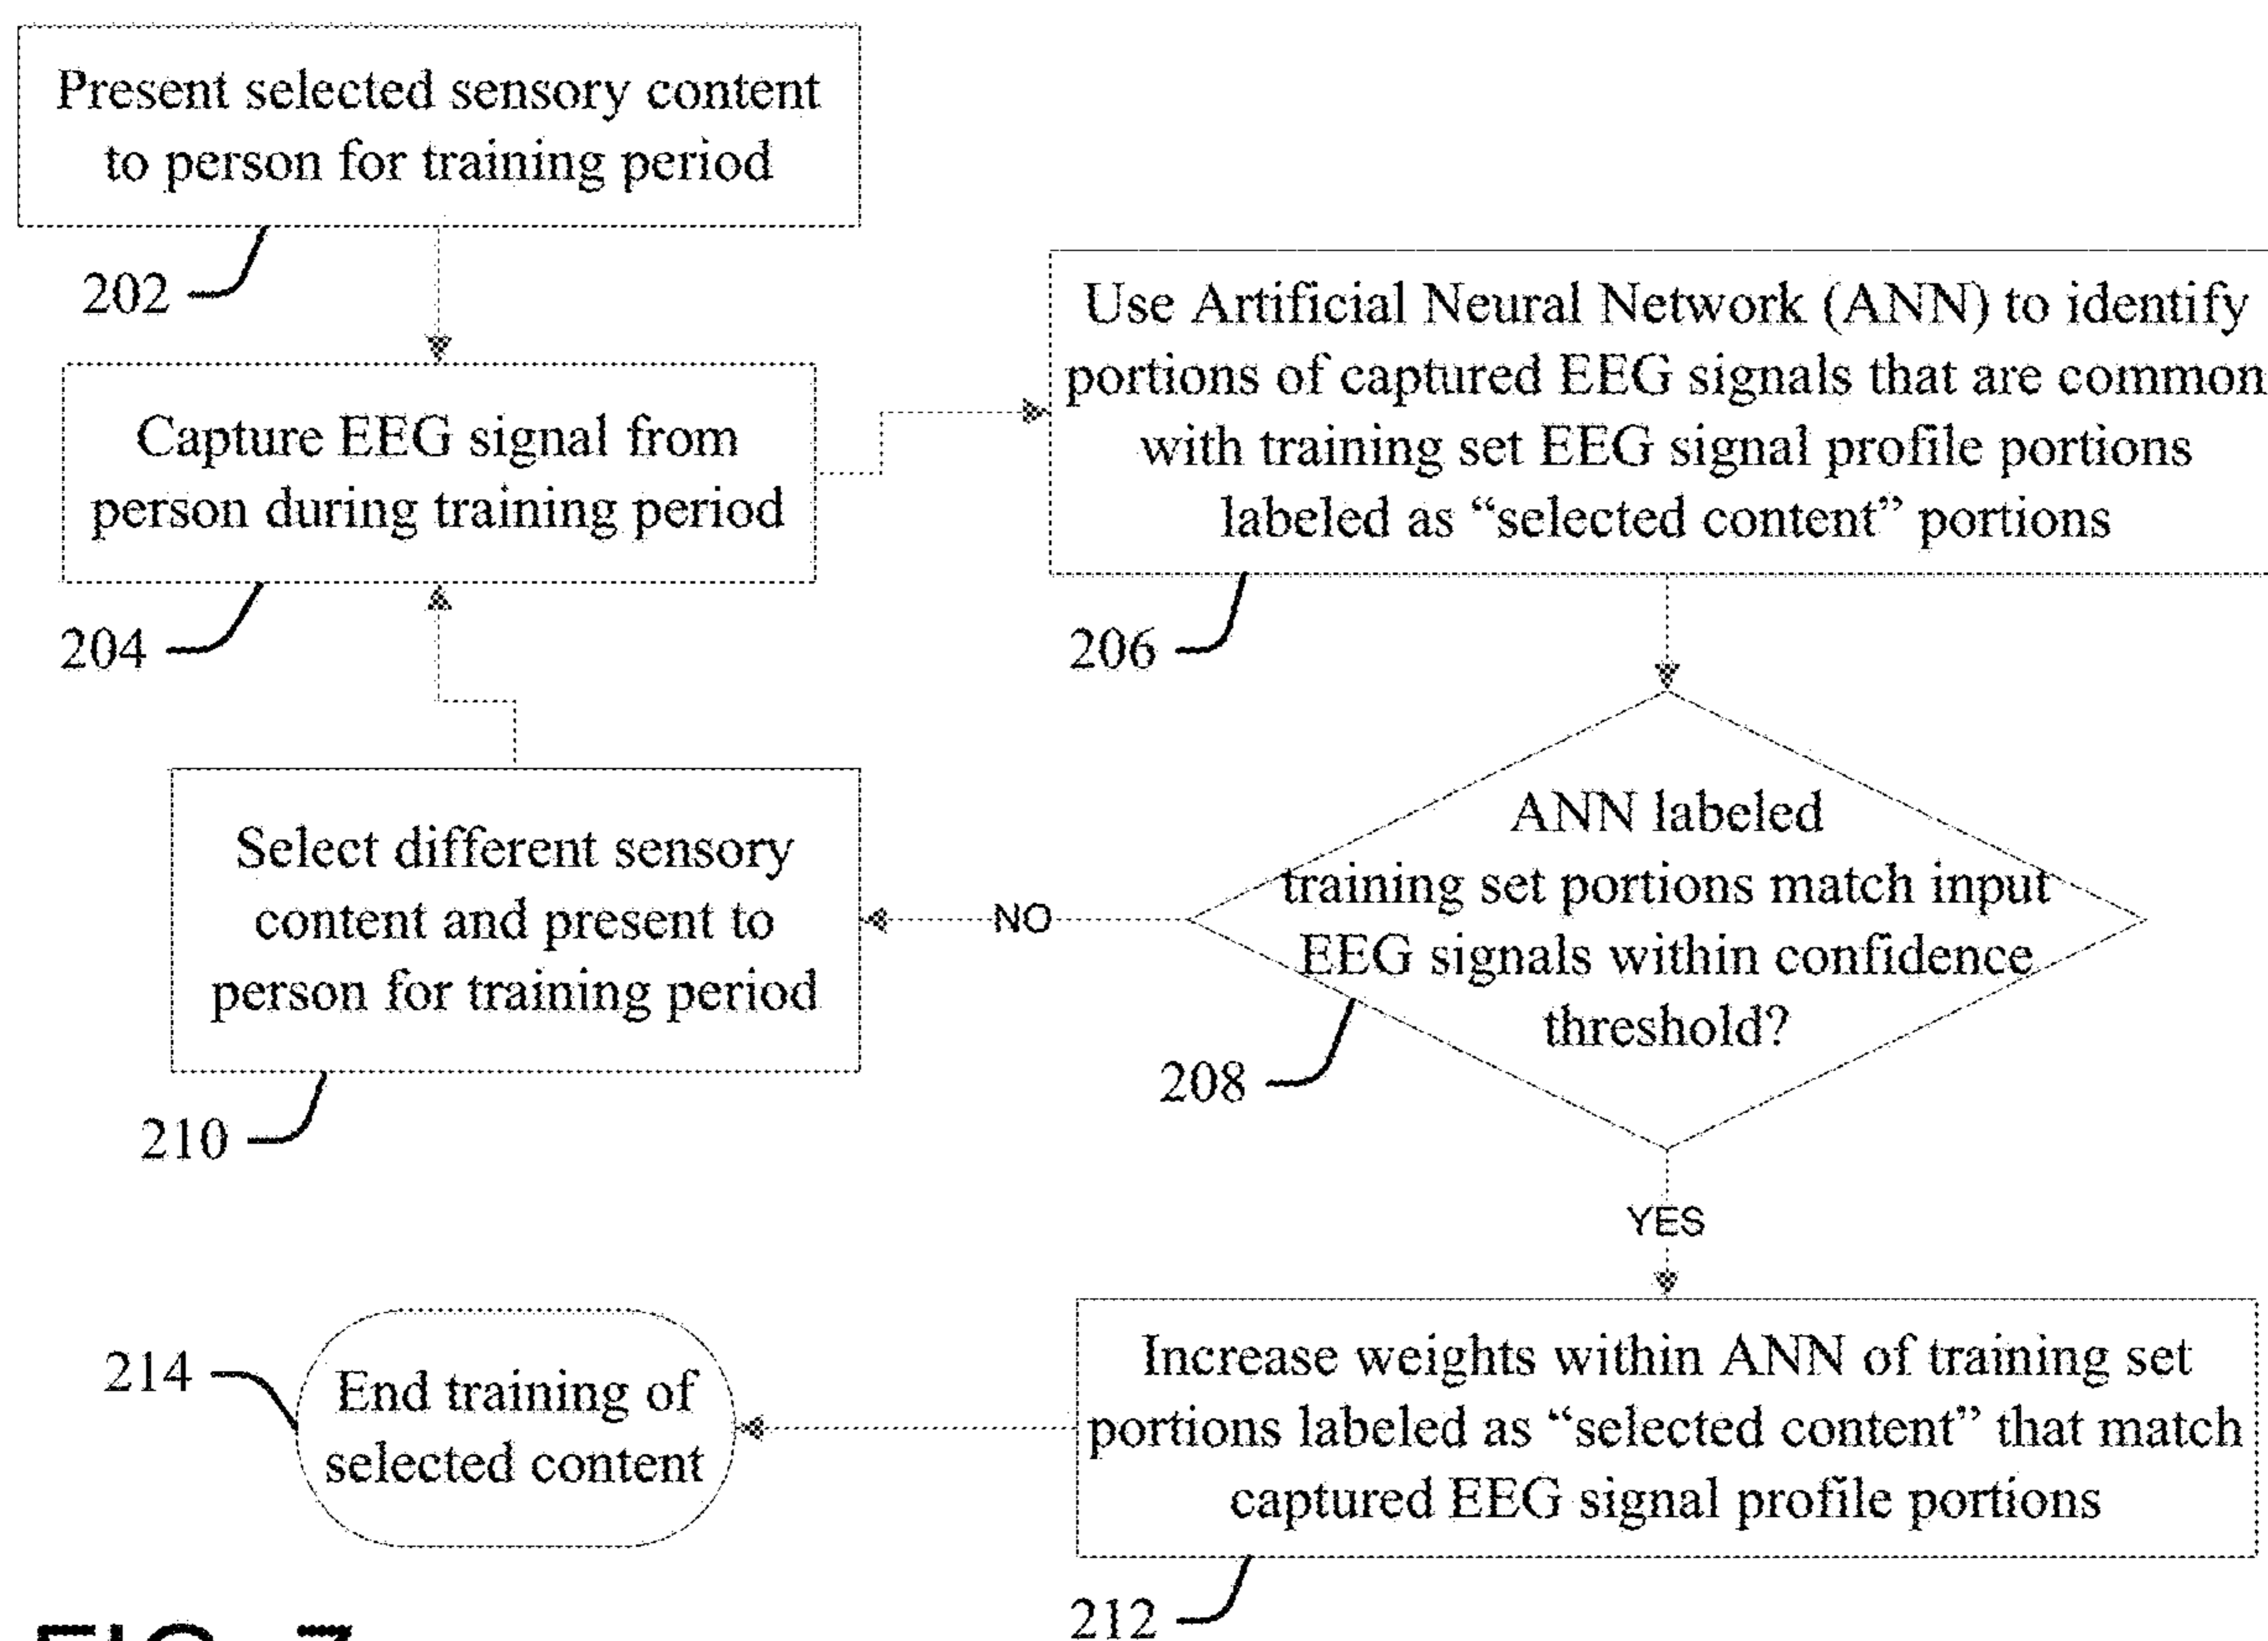 Present selected sensory content
to person for training period
202
Capture EEG signal from
person during training period
204
Use Artificial Neural Network (ANN) to identify
portions of captured EEG signals that are common
with training set EEG signal profile portions
labeled as “selected content” portions
206
ANN labeled
training set portions match input
EEG signals within confidence
threshold?
208
NO
Select different sensory
content and present to
person for training period
210
YES
Increase weights within ANN of training set
portions labeled as “selected content” that match
captured EEG signal profile portions
212
End training of
selected content
214